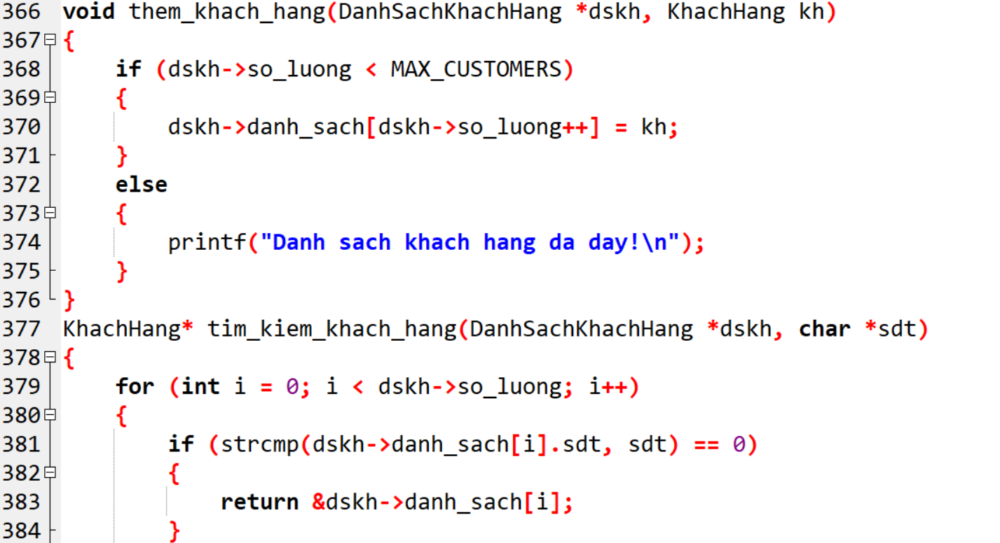 366 void them_khach_hang(DanhSachKhachHang *dskh, KhachHang kh)
367 {
368     if (dskh->so_luong < MAX_CUSTOMERS)
369     {
370         dskh->danh_sach[dskh->so_luong++] = kh;
371     }
372     else
373     {
374         printf("Danh sach khach hang da day!\n");
375     }
376 }
377 KhachHang* tim_kiem_khach_hang(DanhSachKhachHang *dskh, char *sdt)
378 {
379     for (int i = 0; i < dskh->so_luong; i++)
380     {
381         if (strcmp(dskh->danh_sach[i].sdt, sdt) == 0)
382         {
383             return &dskh->danh_sach[i];
384         }